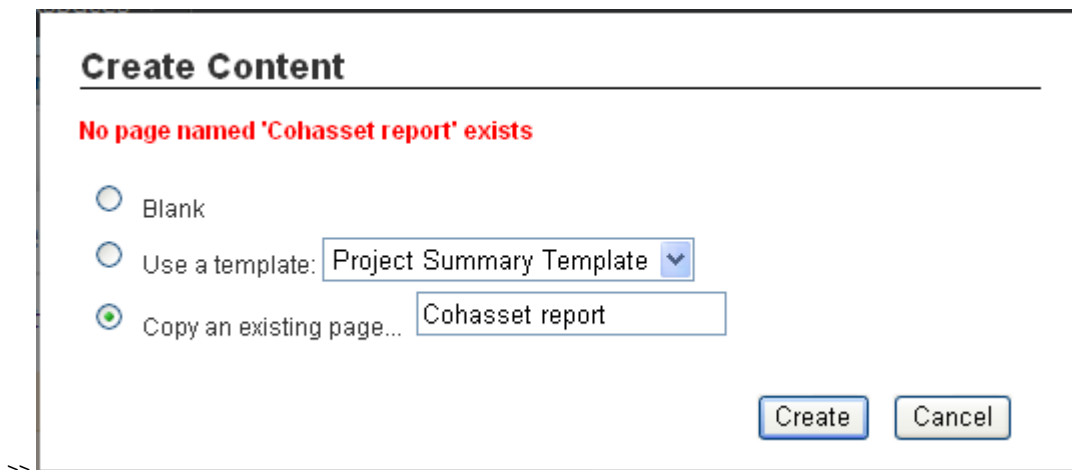 Create Content
No page named 'Cohasset report' exists
Blank
Use a template: Project Summary Template
Copy an existing page... Cohasset report
Create Cancel